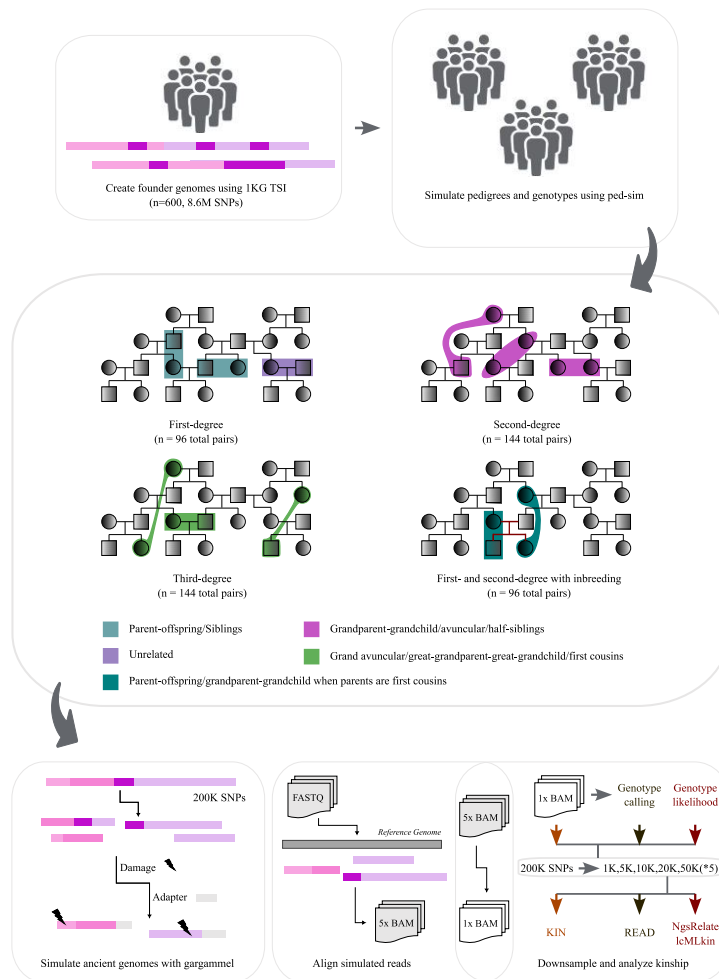 Create founder genomes using 1KG TSI
(n=600, 8.6M SNPs)
Simulate pedigrees and genotypes using ped-sim
First-degree
(n = 96 total pairs)
Second-degree
(n = 144 total pairs)
Third-degree
(n = 144 total pairs)
First- and second-degree with inbreeding
(n = 96 total pairs)
Parent-offspring/Siblings
Grandparent-grandchild/avuncular/half-siblings
Unrelated
Grand avuncular/great-grandparent-great-grandchild/first cousins
Parent-offspring/grandparent-grandchild when parents are first cousins
200K SNPs
Damage
Adapter
Simulate ancient genomes with gargammel
FASTQ
Reference Genome
5x BAM
Align simulated reads
5x BAM
1x BAM
1x BAM
Genotype
calling
Genotype
likelihood
200K SNPs
1K,5K,10K,20K,50K(*5)
KIN
READ
NgsRelate
lcMLkin
Downsample and analyze kinship